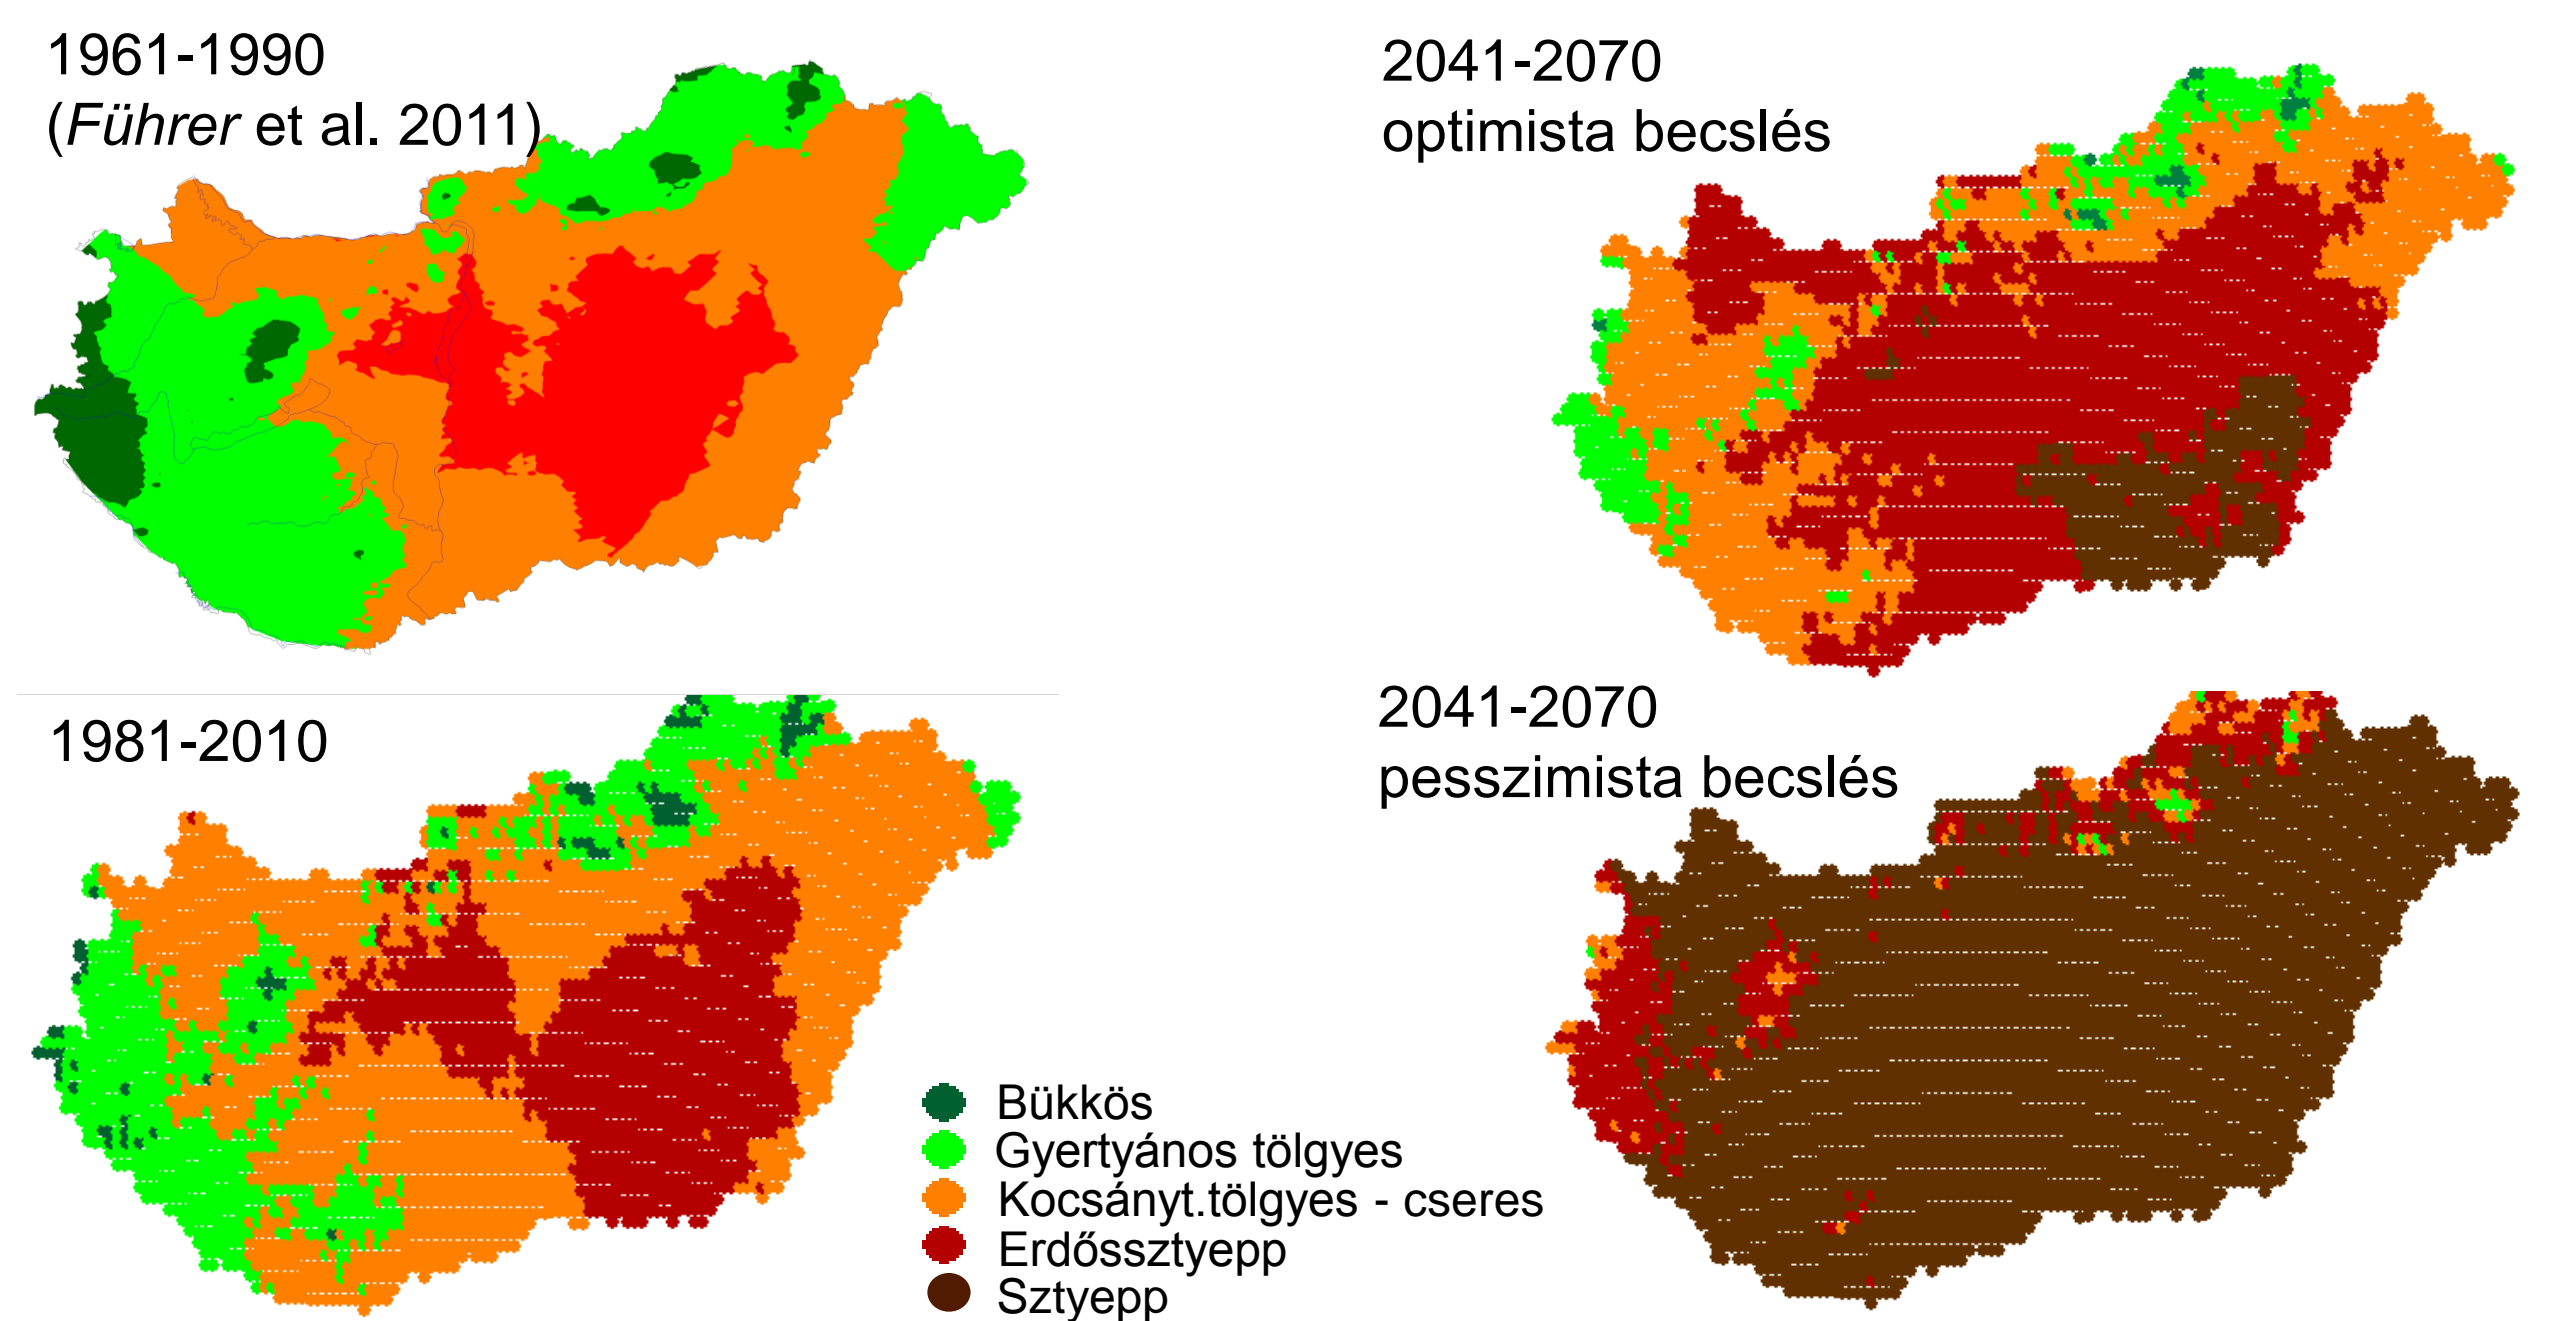 1961-1990
(Führer et al. 2011)
2041-2070
optimista becslés
1981-2010
2041-2070
pesszimista becslés
Bükkös
Gyertyános tölgyes
Kocsányt.tölgyes - cseres
Erdőssztyepp
Sztyepp